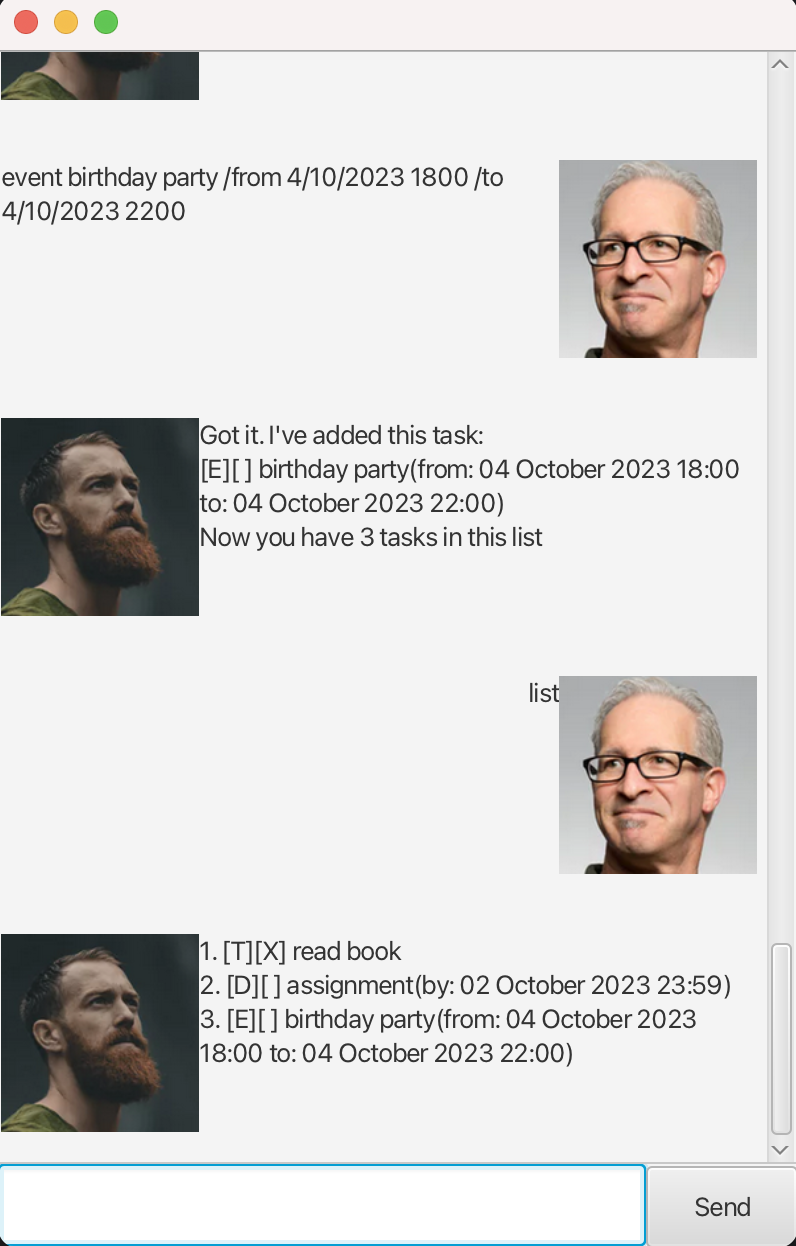 event birthday party /from 4/10/2023 1800 /to
4/10/2023 2200
Got it. I've added this task:
[E][ ] birthday party(from: 04 October 2023 18:00
to: 04 October 2023 22:00)
Now you have 3 tasks in this list
list
1. [T][X] read book
2. [D][ ] assignment(by: 02 October 2023 23:59)
3. [E][ ] birthday party(from: 04 October 2023
18:00 to: 04 October 2023 22:00)
Send